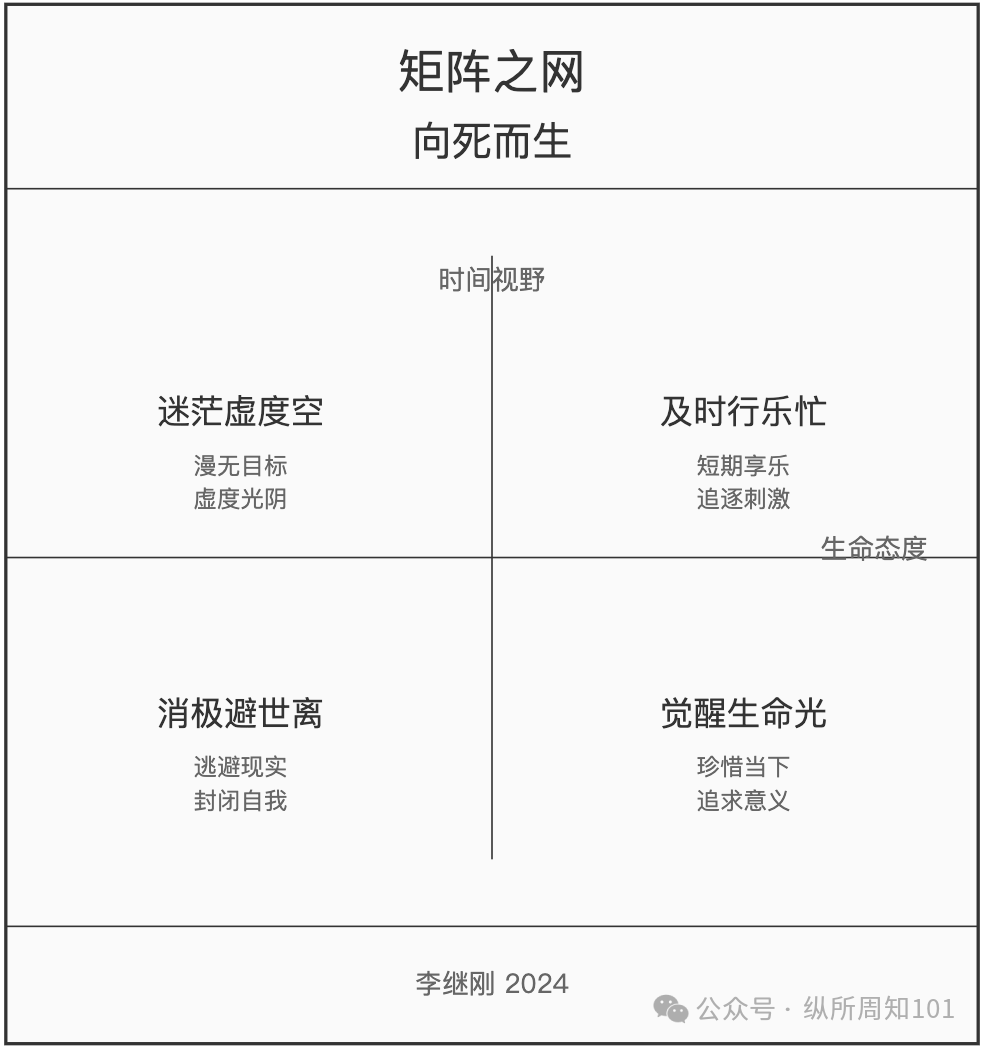 矩阵之网
向死而生
时间视野
迷茫虚度空
漫无目标
虚度光阴
及时行乐忙
短期享乐
追逐刺激
生命态度
消极避世离
逃避现实
封闭自我
觉醒生命光
珍惜当下
追求意义
李继刚 2024
公众号 · 纵所周知101